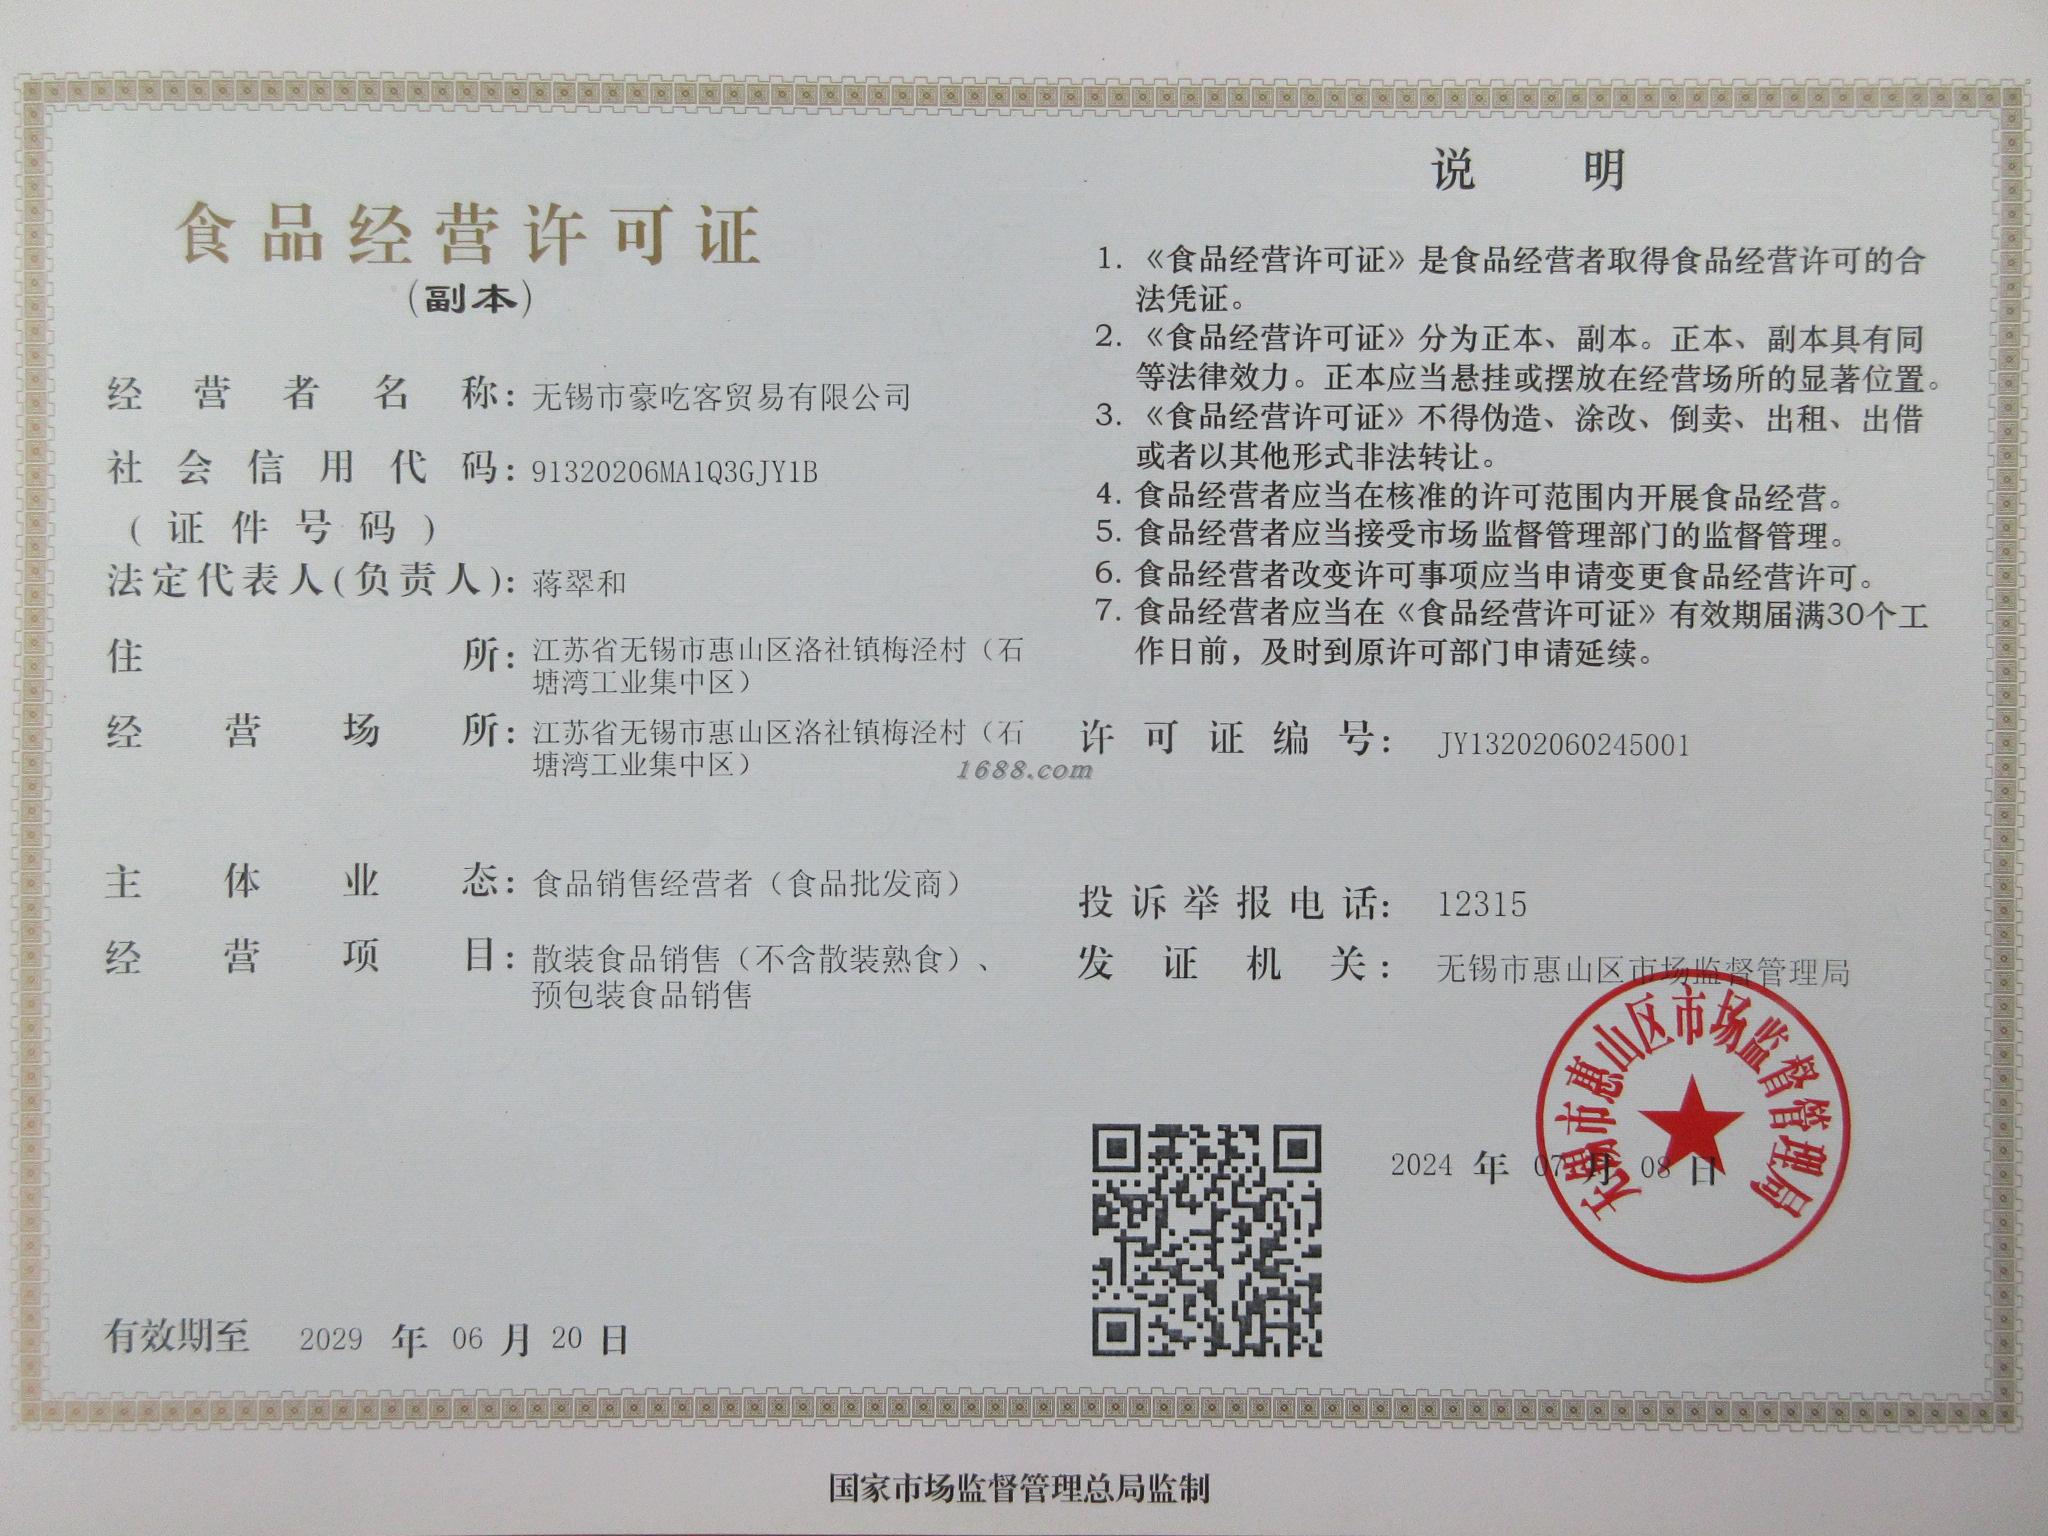 食品经营许可证
（副本）
经营者名称：无锡市豪吃客贸易有限公司
社会信用代码：91320206MA1Q3GJY1B
（证件号码）
法定代表人(负责人)：蒋翠和
住所：江苏省无锡市惠山区洛社镇梅泾村（石
塘湾工业集中区）
经营场所：江苏省无锡市惠山区洛社镇梅泾村（石
塘湾工业集中区）
主体业态：食品销售经营者（食品批发商）
经营项目：散装食品销售（不含散装熟食）、
预包装食品销售
有效期至 2029 年 06 月 20 日
说明
1. 《食品经营许可证》是食品经营者取得食品经营许可的合
法凭证。
2. 《食品经营许可证》分为正本、副本。正本、副本具有同
等法律效力。正本应当悬挂或摆放在经营场所的显著位置。
3. 《食品经营许可证》不得伪造、涂改、倒卖、出租、出借
或者以其他形式非法转让。
4. 食品经营者应当在核准的许可范围内开展食品经营。
5. 食品经营者应当接受市场监督管理部门的监督管理。
6. 食品经营者改变许可事项应当申请变更食品经营许可。
7. 食品经营者应当在《食品经营许可证》有效期届满30个工
作日前，及时到原许可部门申请延续。
许可证编号：JY13202060245001
1688.com
投诉举报电话：12315
发证机关：无锡市惠山区市场监督管理局
无锡市惠山区市场监督管理局
2024 年 07 月 08 日
国家市场监督管理总局监制